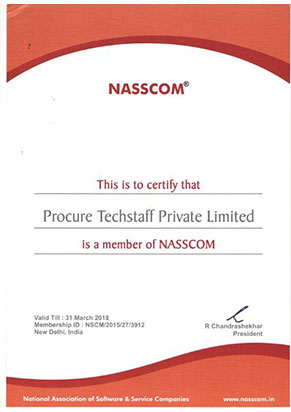 NASSCOM®
This is to certify that
Procure Techstaff Private Limited
is a member of NASSCOM
Valid Till : 31 March 2018
Membership ID : NSCM/2015/27/3912
New Delhi, India
R Chandrashekhar
President
National Association of Software & Service Companies
www.nasscom.in